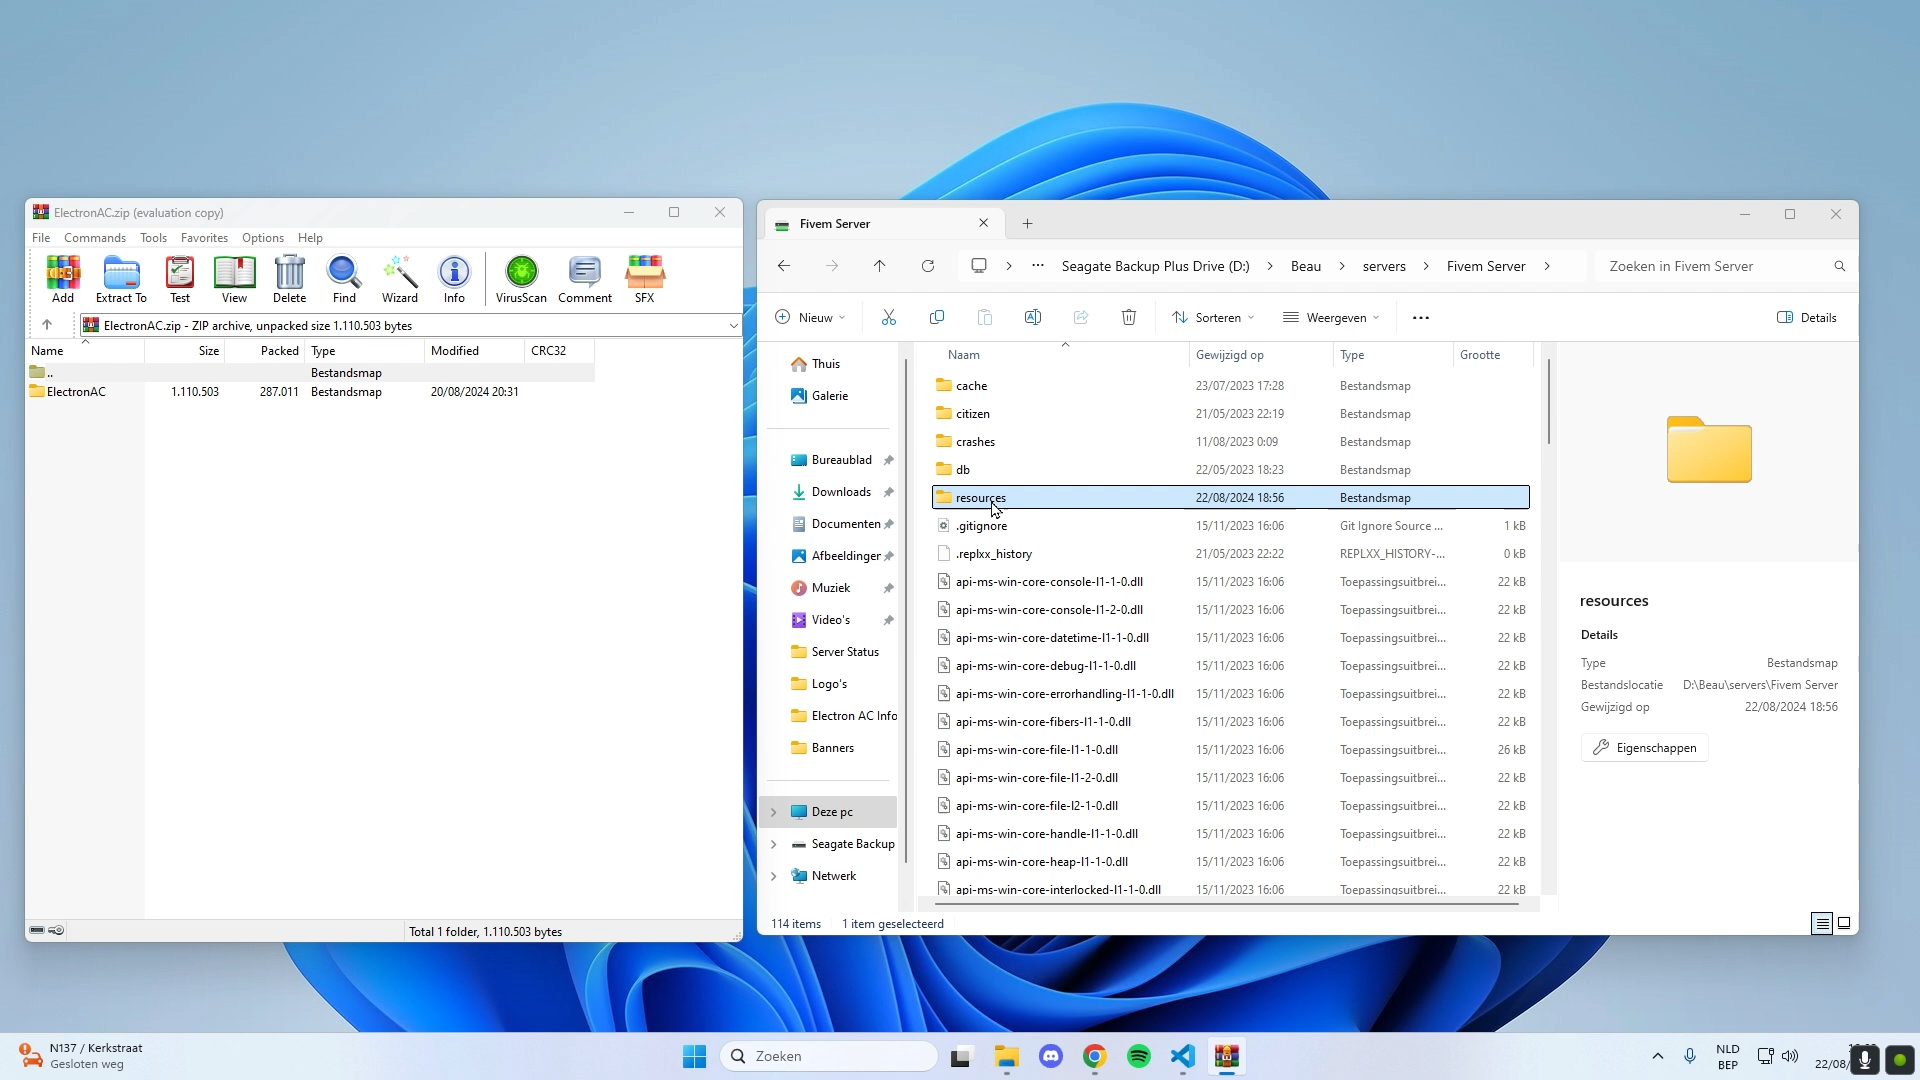 ElectronAC.zip (evaluation copy)
File Commands Tools Favorites Options Help
Add Extract To Test View Delete Find Wizard Info VirusScan Comment SFX
ElectronAC.zip - ZIP archive, unpacked size 1.110.503 bytes
Name Size Packed Type Modified CRC32
.. Bestandsmap
ElectronAC 1.110.503 287.011 Bestandsmap 20/08/2024 20:31
Total 1 folder, 1.110.503 bytes
Fivem Server
Seagate Backup Plus Drive (D:) Beau servers Fivem Server Zoeken in Fivem Server
Nieuw Sorteren Weergeven Details
Thuis
Galerie
Bureaublad
Downloads
Documenten
Afbeeldinger
Muziek
Video's
Server Status
Logo's
Electron AC Info
Banners
Deze pc
Seagate Backup
Netwerk
Naam Gewijzigd op Type Grootte
cache 23/07/2023 17:28 Bestandsmap
citizen 21/05/2023 22:19 Bestandsmap
crashes 11/08/2023 0:09 Bestandsmap
db 22/05/2023 18:23 Bestandsmap
resources 22/08/2024 18:56 Bestandsmap
.gitignore 15/11/2023 16:06 Git Ignore Source ... 1 kB
.replxx_history 21/05/2023 22:22 REPLXX_HISTORY-... 0 kB
api-ms-win-core-console-l1-1-0.dll 15/11/2023 16:06 Toepassingsuitbrei... 22 kB
api-ms-win-core-console-l1-2-0.dll 15/11/2023 16:06 Toepassingsuitbrei... 22 kB
api-ms-win-core-datetime-l1-1-0.dll 15/11/2023 16:06 Toepassingsuitbrei... 22 kB
api-ms-win-core-debug-l1-1-0.dll 15/11/2023 16:06 Toepassingsuitbrei... 22 kB
api-ms-win-core-errorhandling-l1-1-0.dll 15/11/2023 16:06 Toepassingsuitbrei... 22 kB
api-ms-win-core-fibers-l1-1-0.dll 15/11/2023 16:06 Toepassingsuitbrei... 22 kB
api-ms-win-core-file-l1-1-0.dll 15/11/2023 16:06 Toepassingsuitbrei... 26 kB
api-ms-win-core-file-l1-2-0.dll 15/11/2023 16:06 Toepassingsuitbrei... 22 kB
api-ms-win-core-file-l2-1-0.dll 15/11/2023 16:06 Toepassingsuitbrei... 22 kB
api-ms-win-core-handle-l1-1-0.dll 15/11/2023 16:06 Toepassingsuitbrei... 22 kB
api-ms-win-core-heap-l1-1-0.dll 15/11/2023 16:06 Toepassingsuitbrei... 22 kB
api-ms-win-core-interlocked-l1-1-0.dll 15/11/2023 16:06 Toepassingsuitbrei... 22 kB
resources
Details
Type Bestandsmap
Bestandslocatie D:\Beau\servers\Fivem Server
Gewijzigd op 22/08/2024 18:56
Eigenschappen
114 items 1 item geselecteerd
N137 / Kerkstraat
Gesloten weg
Zoeken
NLD
BEP
22/08/